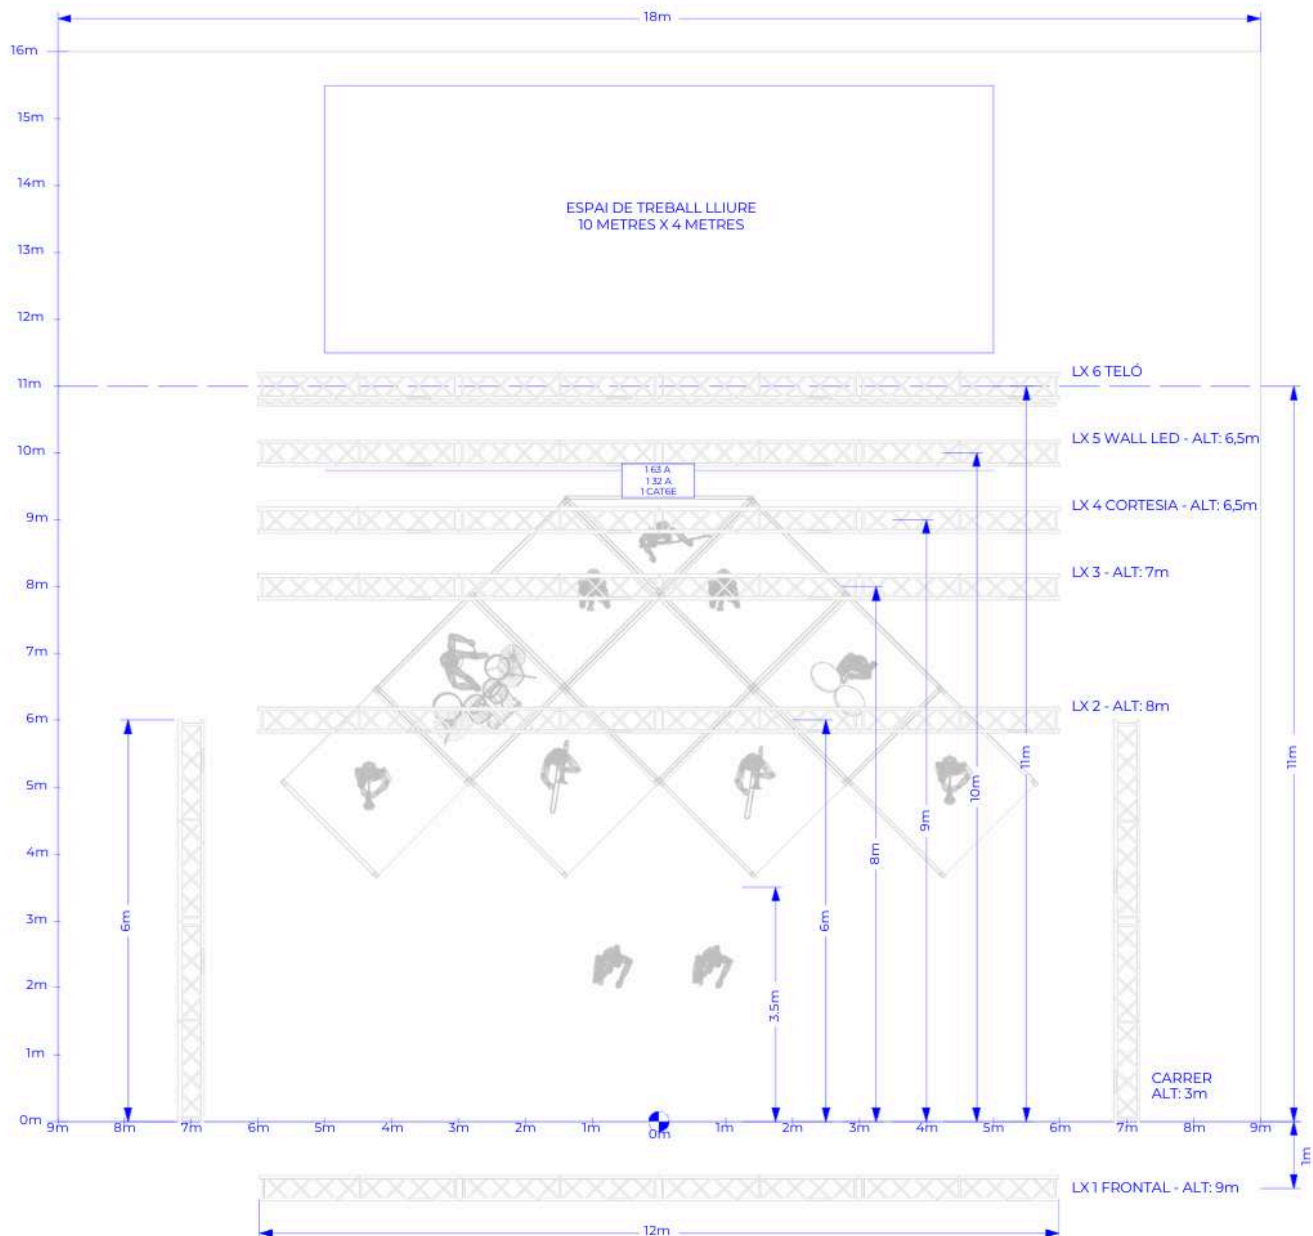 18m
16m
15m
14m
ESPAI DE TREBALL LLIURE
10 METRES X 4 METRES
13m
12m
LX 6 TELÓ
11m
LX 5 WALL LED - ALT: 6,5m
10m
1 63 A
1 32 A
1 CAT6E
LX 4 CORTESIA - ALT: 6,5m
9m
LX 3 - ALT: 7m
8m
7m
LX 2 - ALT: 8m
6m
11m
11m
10m
5m
9m
4m
8m
3m
6m
6m
2m
3.5m
1m
CARRER
ALT: 3m
0m
9m 8m 7m 6m 5m 4m 3m 2m 1m 0m 1m 2m 3m 4m 5m 6m 7m 8m 9m
1m
LX 1 FRONTAL - ALT: 9m
12m